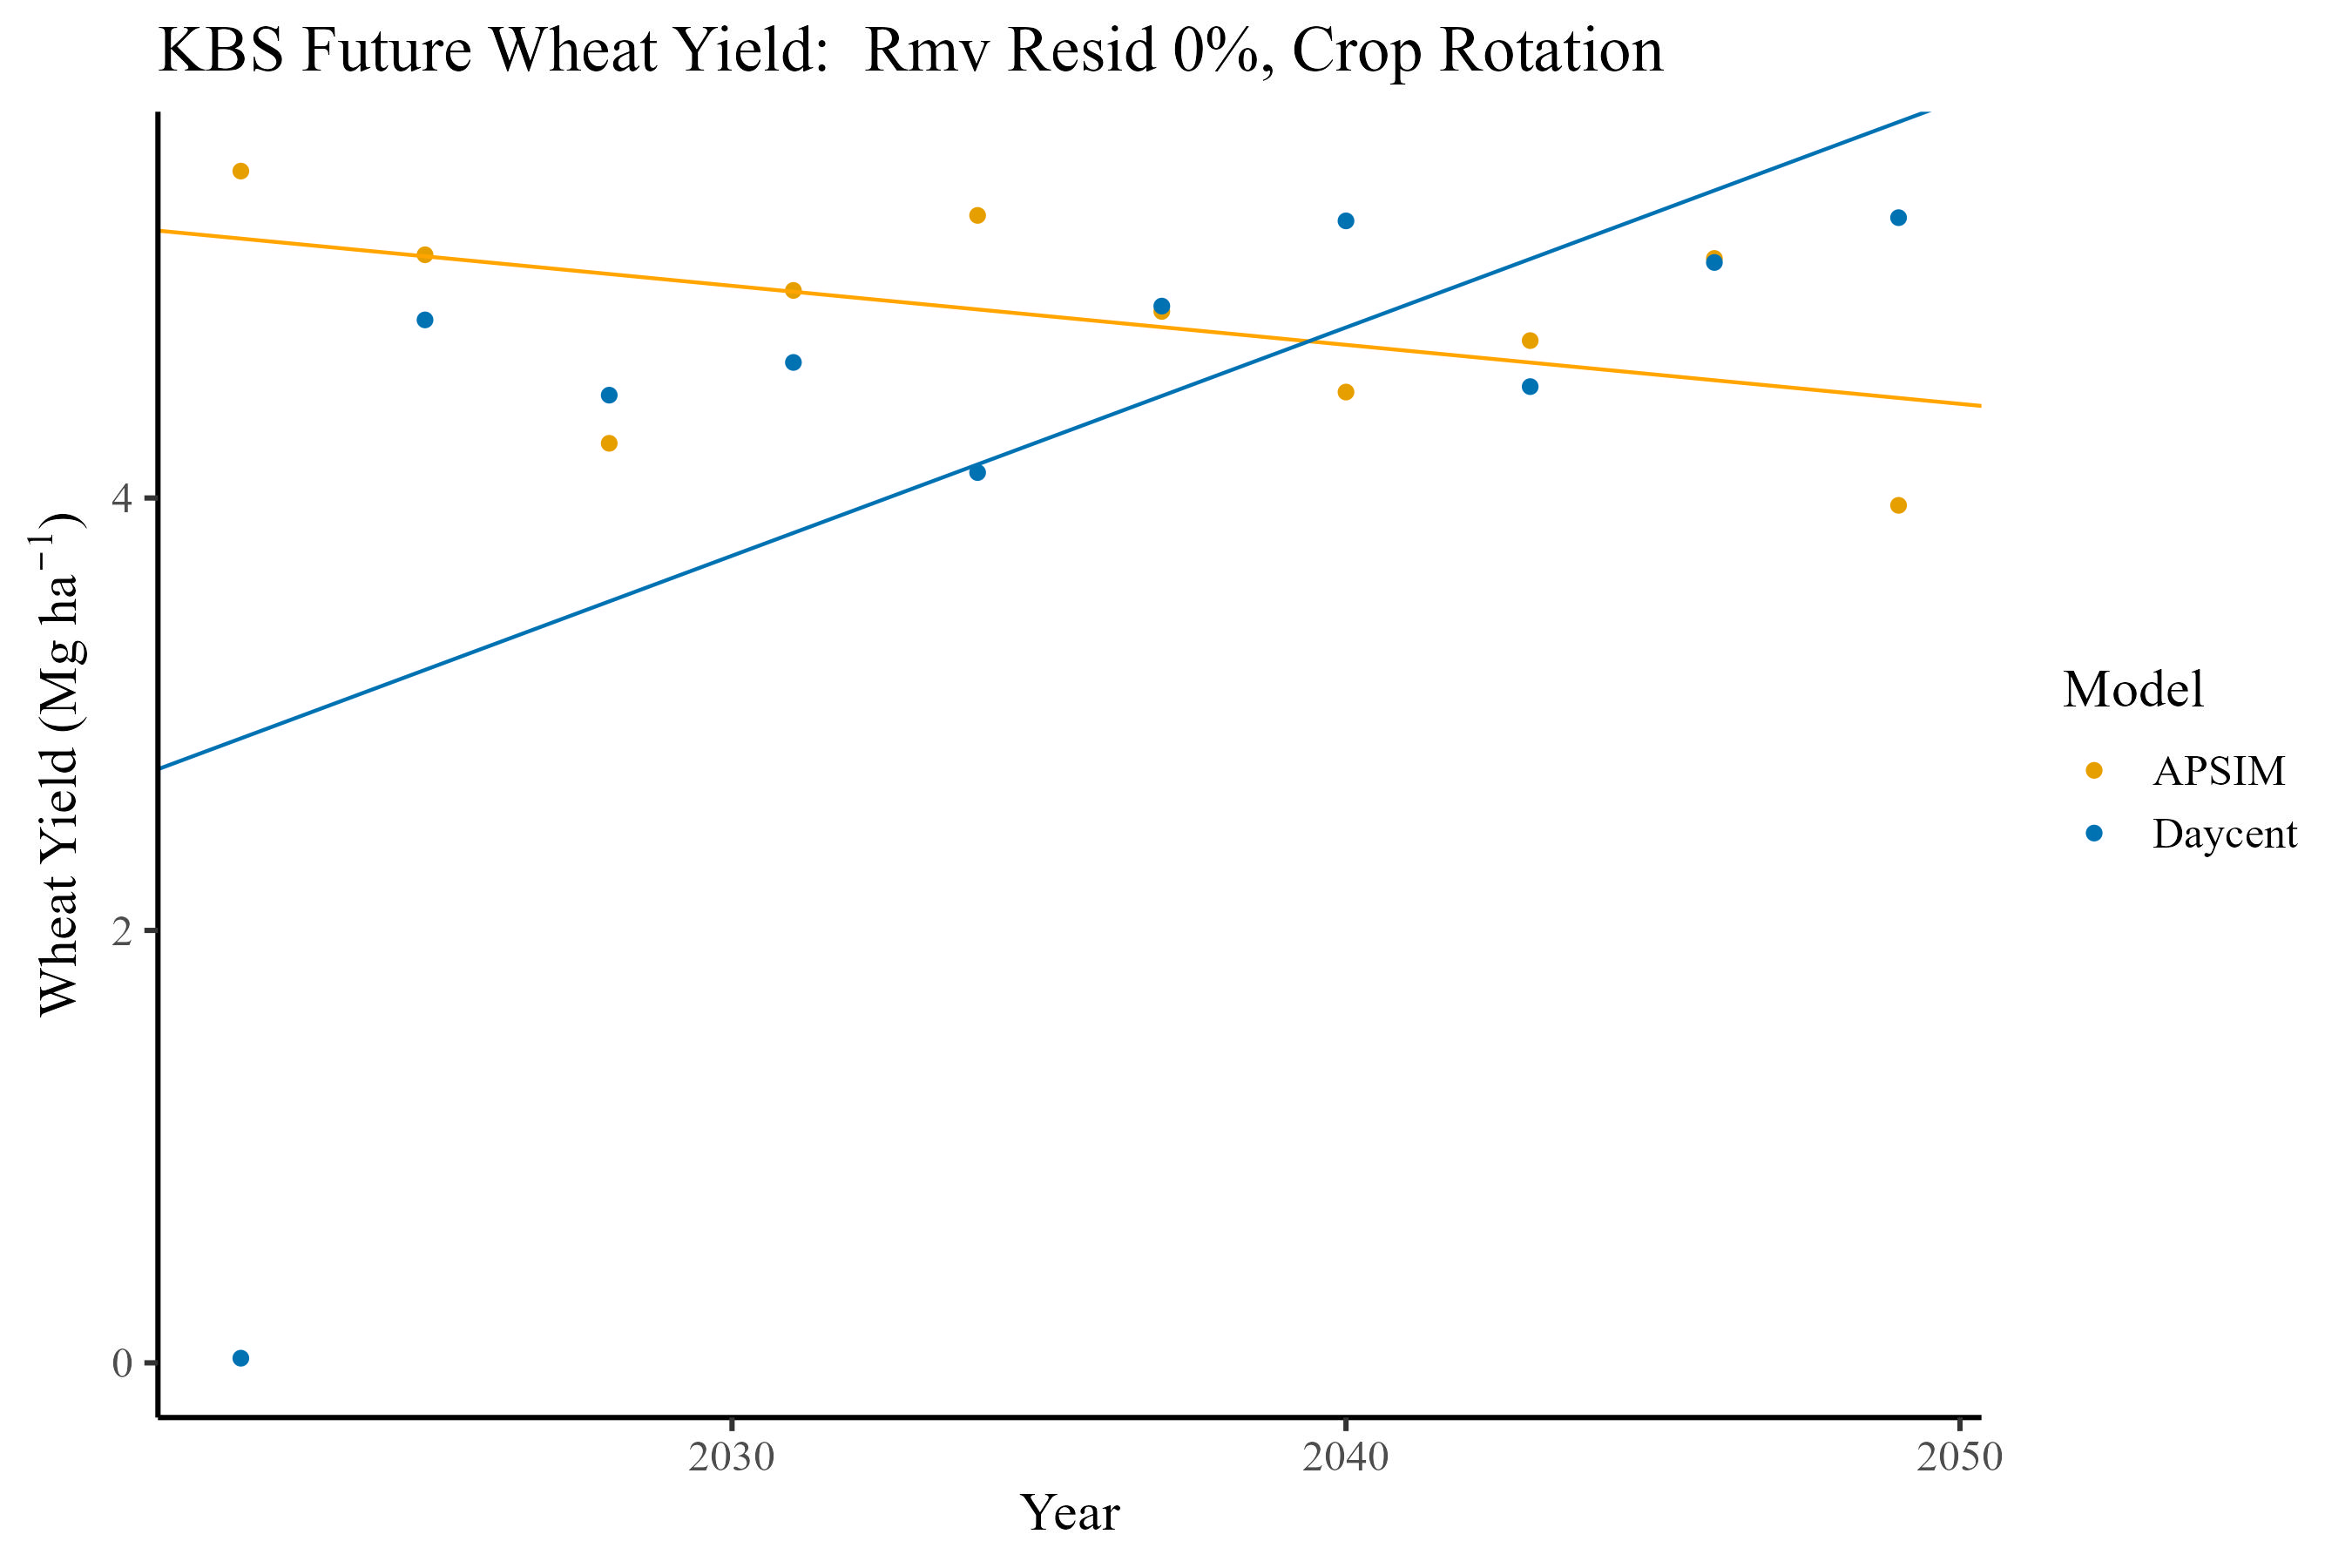 KBS Future Wheat Yield:  Rmv Resid 0%, Crop Rotation
Wheat Yield (Mg ha⁻¹)
4
2
0
2030
2040
2050
Year
Model
APSIM
Daycent